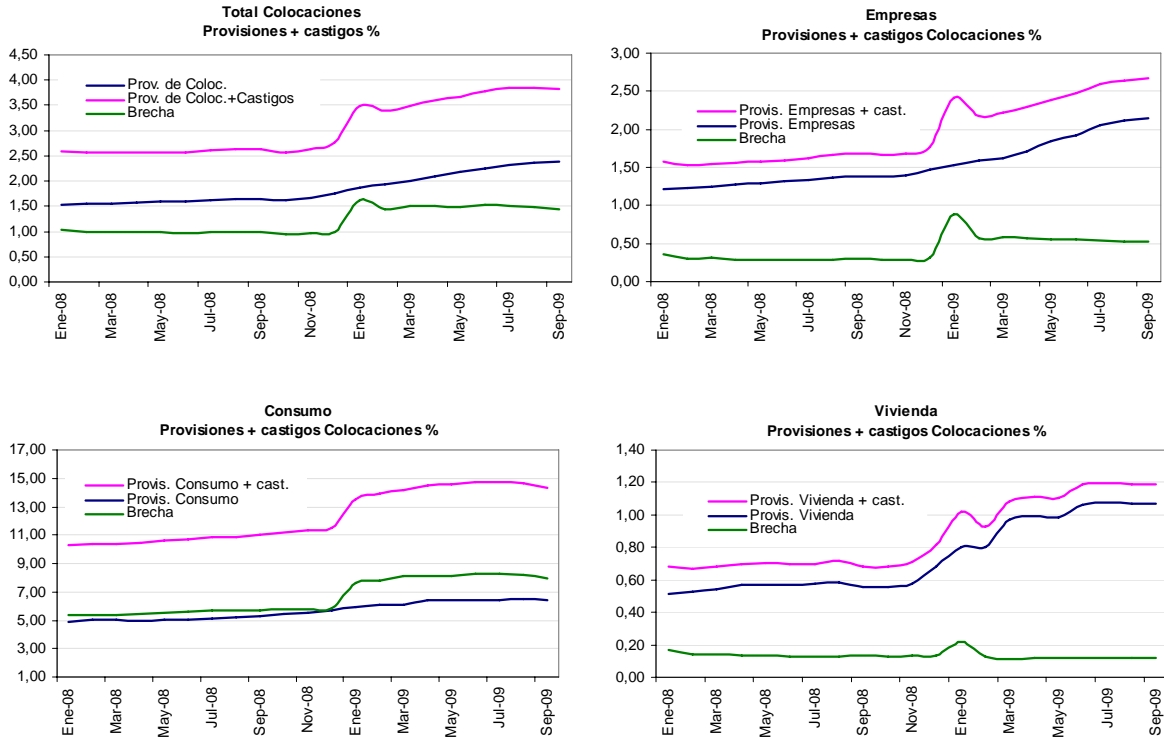 Total Colocaciones
Provisiones + castigos %
4,50
4,00
3,50
3,00
2,50
2,00
1,50
1,00
0,50
0,00
Prov. de Coloc.
Prov. de Coloc.+Castigos
Brecha
Ene-08
Mar-08
May-08
Jul-08
Sep-08
Nov-08
Ene-09
Mar-09
May-09
Jul-09
Sep-09
Empresas
Provisiones + castigos Colocaciones %
3,00
2,50
2,00
1,50
1,00
0,50
0,00
Provis. Empresas + cast.
Provis. Empresas
Brecha
Ene-08
Mar-08
May-08
Jul-08
Sep-08
Nov-08
Ene-09
Mar-09
May-09
Jul-09
Sep-09
Consumo
Provisiones + castigos Colocaciones %
17,00
15,00
13,00
11,00
9,00
7,00
5,00
3,00
1,00
Provis. Consumo + cast.
Provis. Consumo
Brecha
Ene-08
Mar-08
May-08
Jul-08
Sep-08
Nov-08
Ene-09
Mar-09
May-09
Jul-09
Sep-09
Vivienda
Provisiones + castigos Colocaciones %
1,40
1,20
1,00
0,80
0,60
0,40
0,20
0,00
Provis. Vivienda + cast.
Provis. Vivienda
Brecha
Ene-08
Mar-08
May-08
Jul-08
Sep-08
Nov-08
Ene-09
Mar-09
May-09
Jul-09
Sep-09